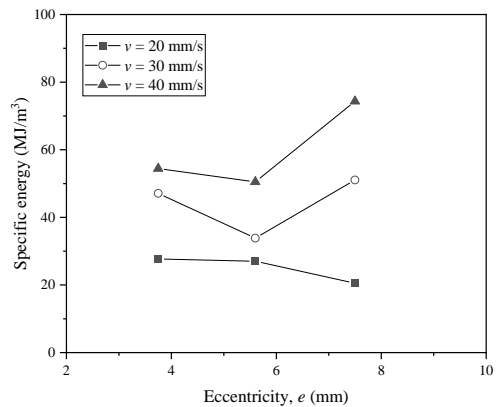 100
80
60
40
20
0
Specific energy (MJ/m³)
v = 20 mm/s
v = 30 mm/s
v = 40 mm/s
2
4
6
8
10
Eccentricity, e (mm)